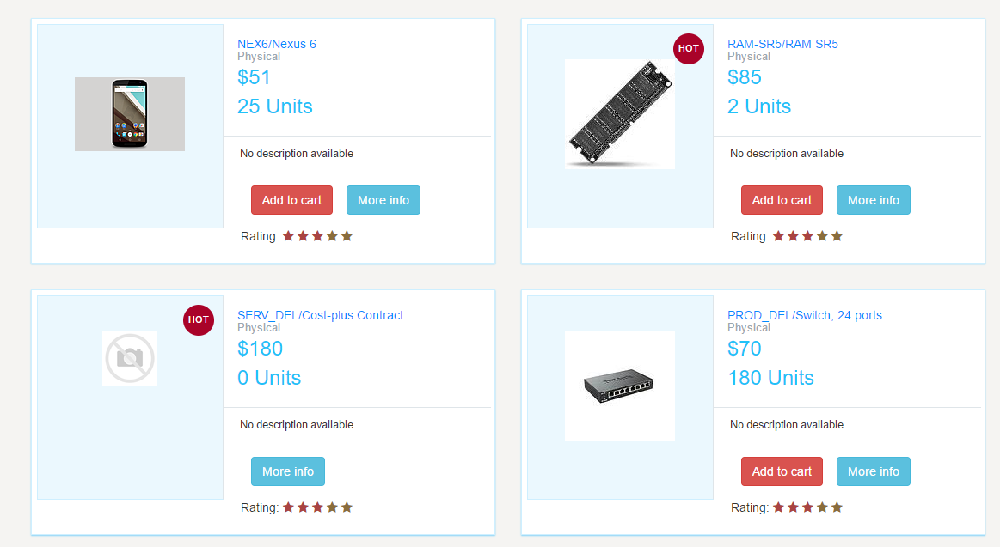 NEX6/Nexus 6
Physical
$51
25 Units
No description available
Add to cart More info
Rating:
HOT
RAM-SR5/RAM SR5
Physical
$85
2 Units
No description available
Add to cart More info
Rating:
HOT
SERV_DEL/Cost-plus Contract
Physical
$180
0 Units
No description available
More info
Rating:
PROD_DEL/Switch, 24 ports
Physical
$70
180 Units
No description available
Add to cart More info
Rating: